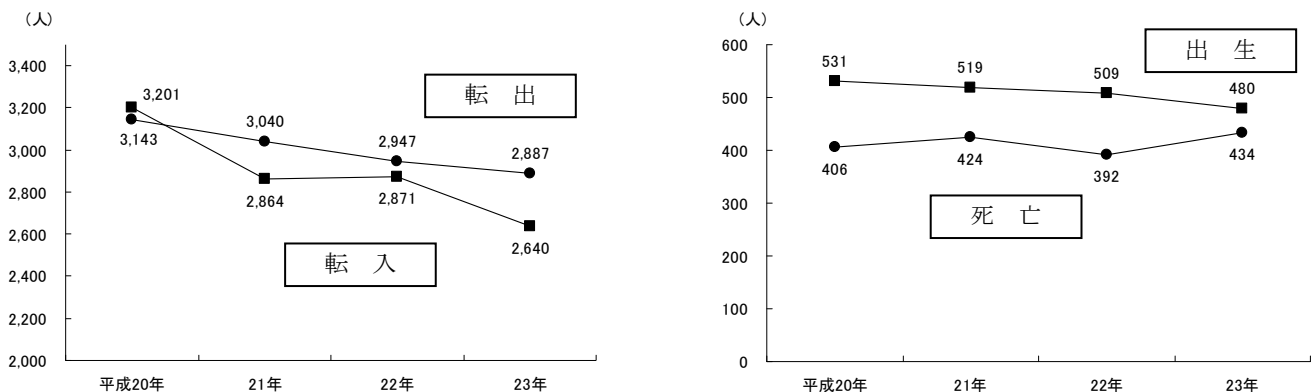 (人)
3,400
3,200
3,000
2,800
2,600
2,400
2,200
2,000
転 出
3,201
3,143
3,040
2,947
2,887
2,864
2,871
2,640
転 入
平成20年 21年 22年 23年
(人)
600
500
400
300
200
100
0
出 生
531 519 509 480
406 424 392 434
死 亡
平成20年 21年 22年 23年